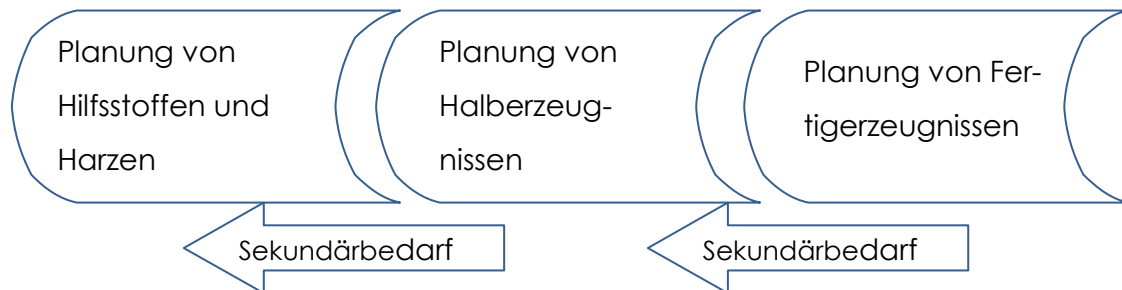 Planung von
Hilfsstoffen und
Harzen
Planung von
Halberzeug-
nissen
Planung von Fer-
tigerzeugnissen
Sekundärbedarf
Sekundärbedarf